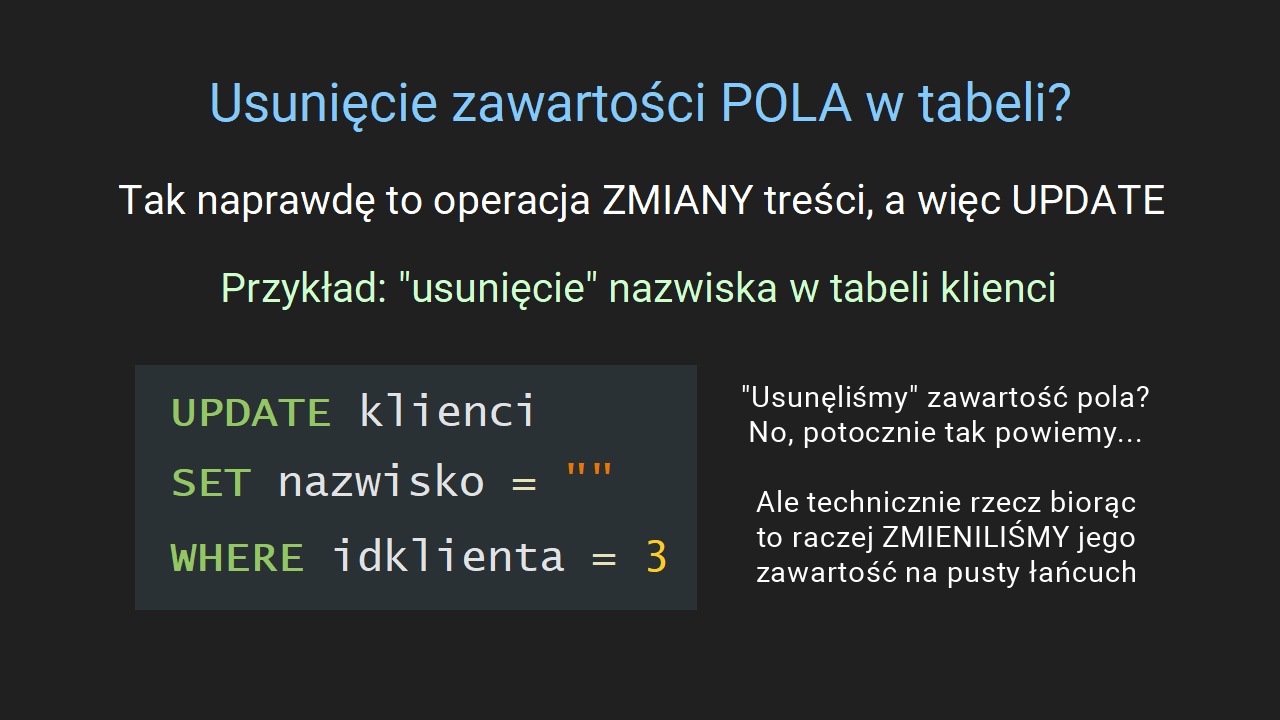 Usunięcie zawartości POLA w tabeli?
Tak naprawdę to operacja ZMIANY treści, a więc UPDATE
Przykład: "usunięcie" nazwiska w tabeli klienci
UPDATE klienci
SET nazwisko = ""
WHERE idklienta = 3
"Usunęliśmy" zawartość pola?
No, potocznie tak powiemy...
Ale technicznie rzecz biorąc
to raczej ZMIENILIŚMY jego
zawartość na pusty łańcuch